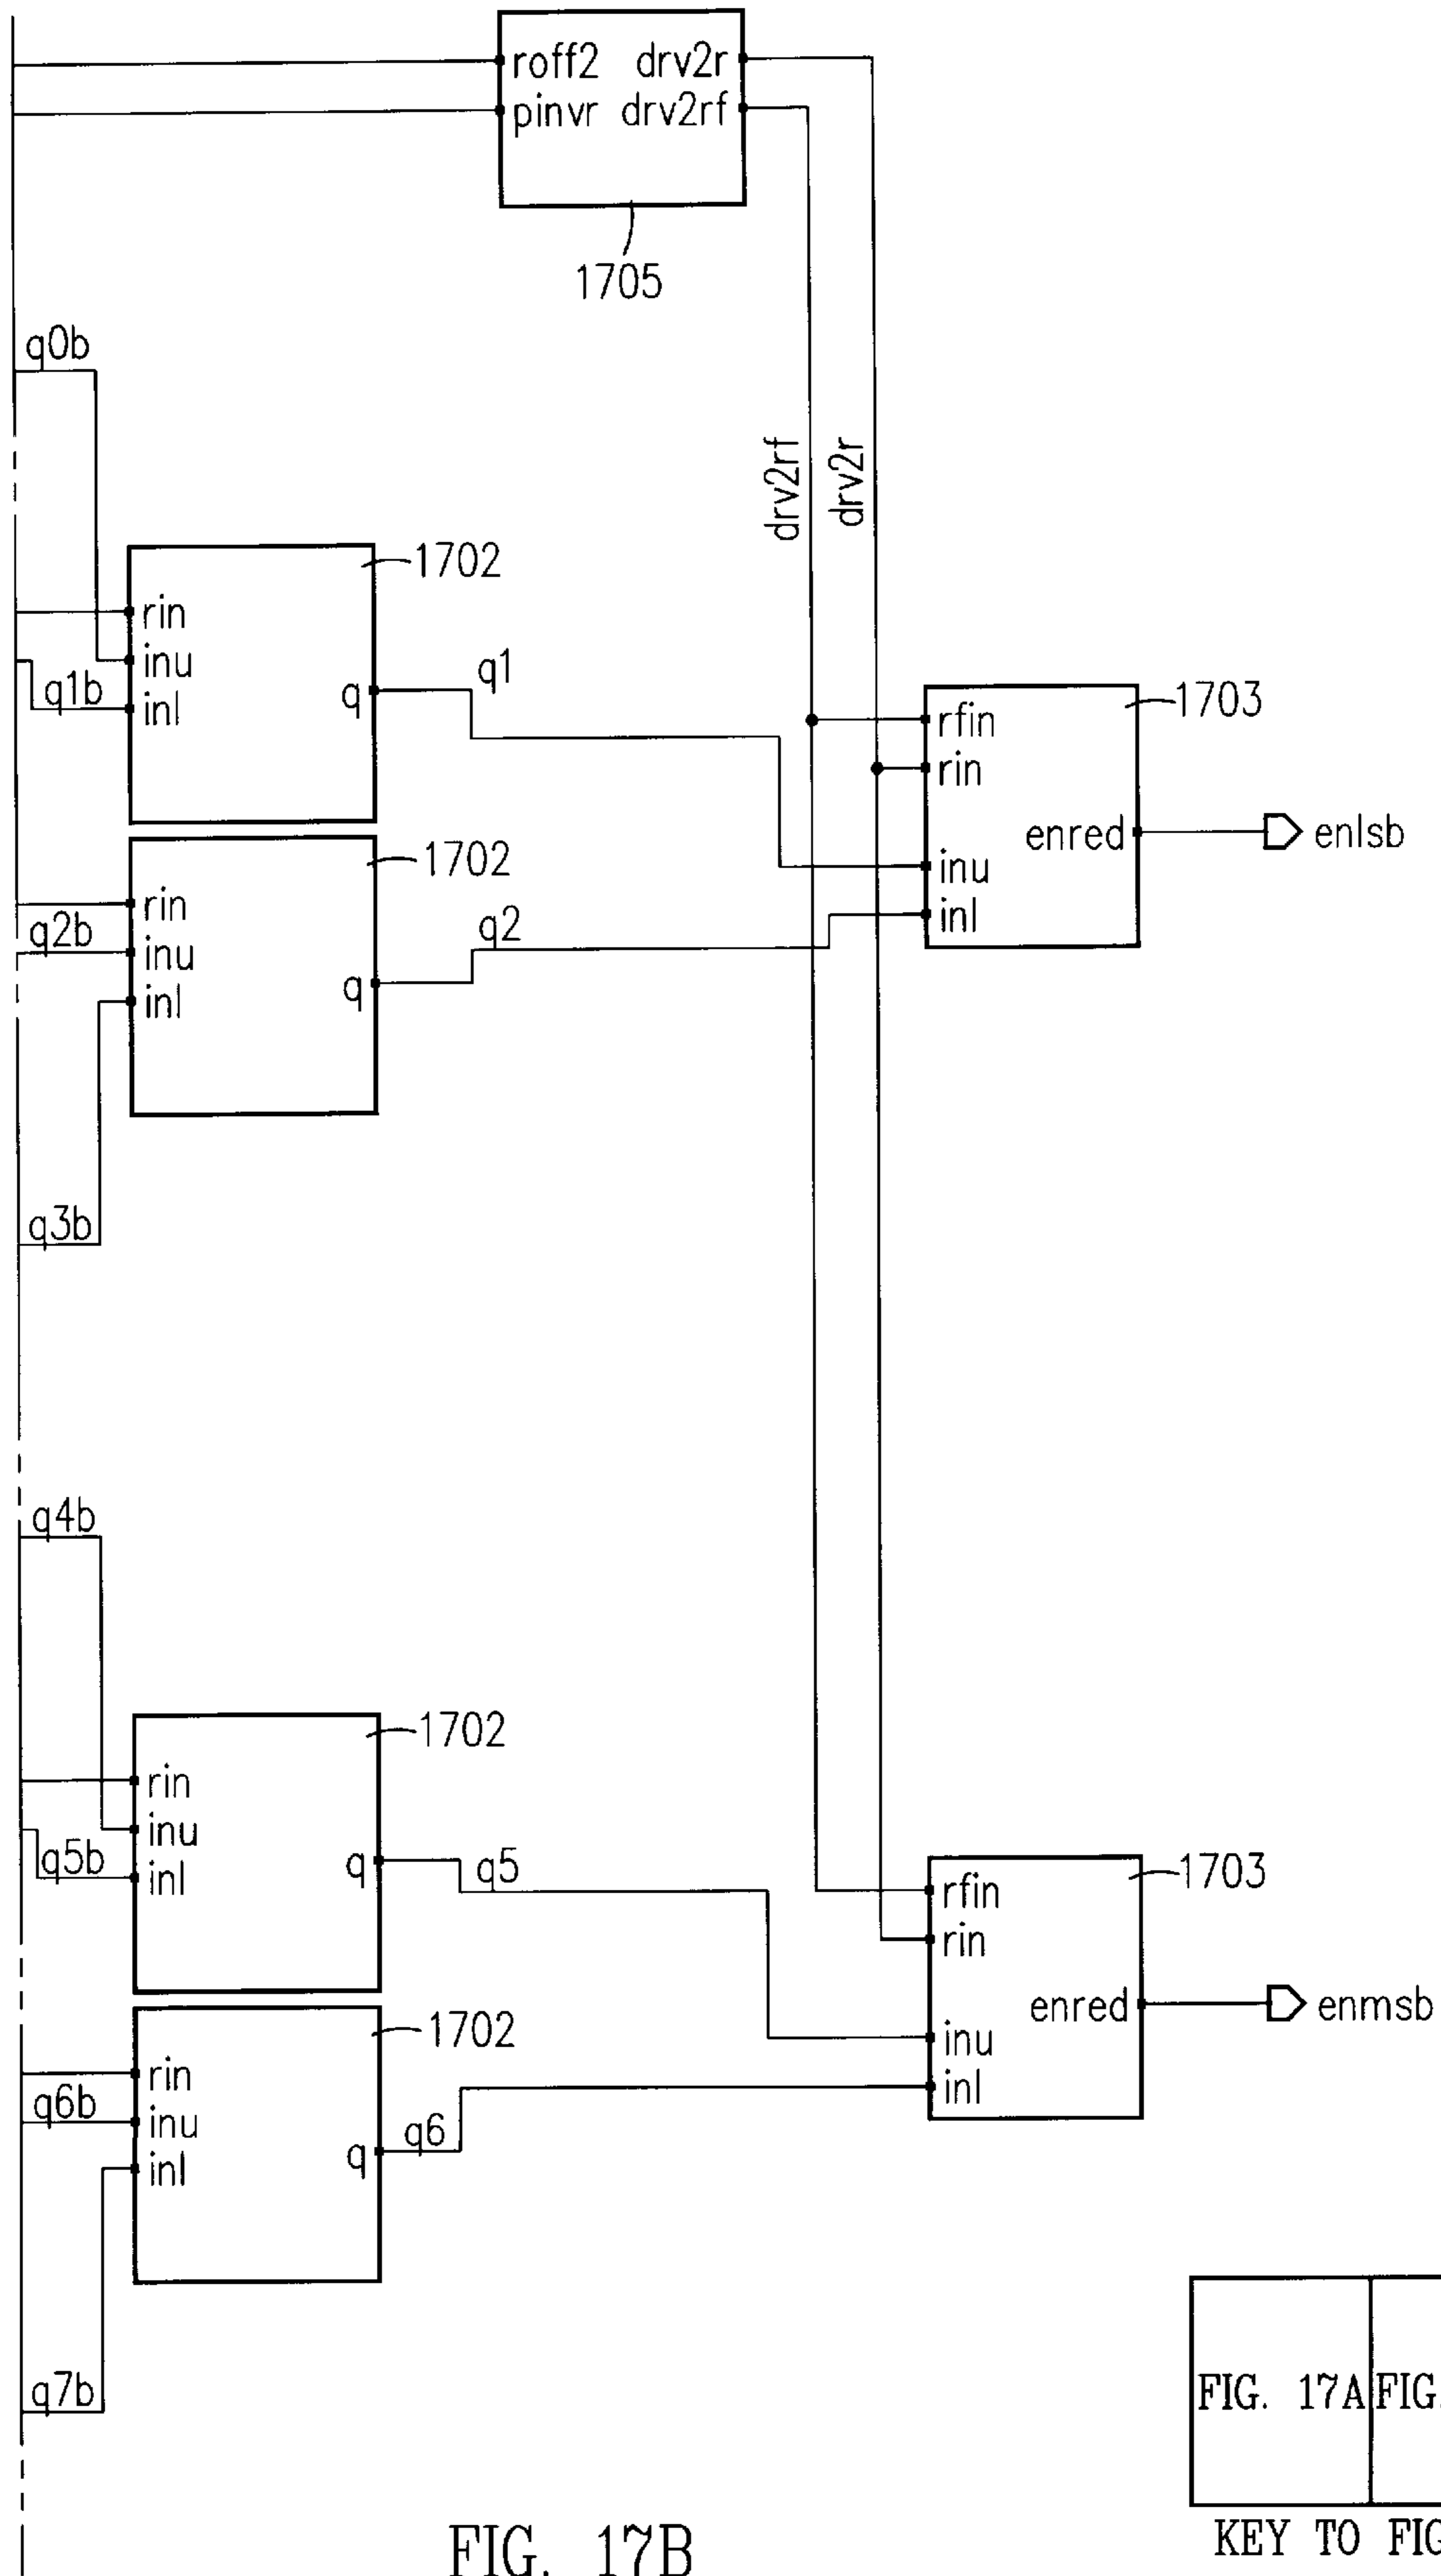 roff2 drv2r
pinvr drv2rf
1705
q0b
drv2rf
drv2r
1702
rin
inu
q1b
inl
q
q1
1703
rfin
rin
enred
enlsb
inu
inl
1702
rin
q2b
inu
inl
q
q2
q3b
q4b
1702
rin
inu
q5b
inl
q
q5
1703
rfin
rin
enred
enmsb
inu
inl
1702
rin
q6b
inu
inl
q
q6
q7b
FIG. 17A FIG.
KEY TO FIG
FIG. 17B